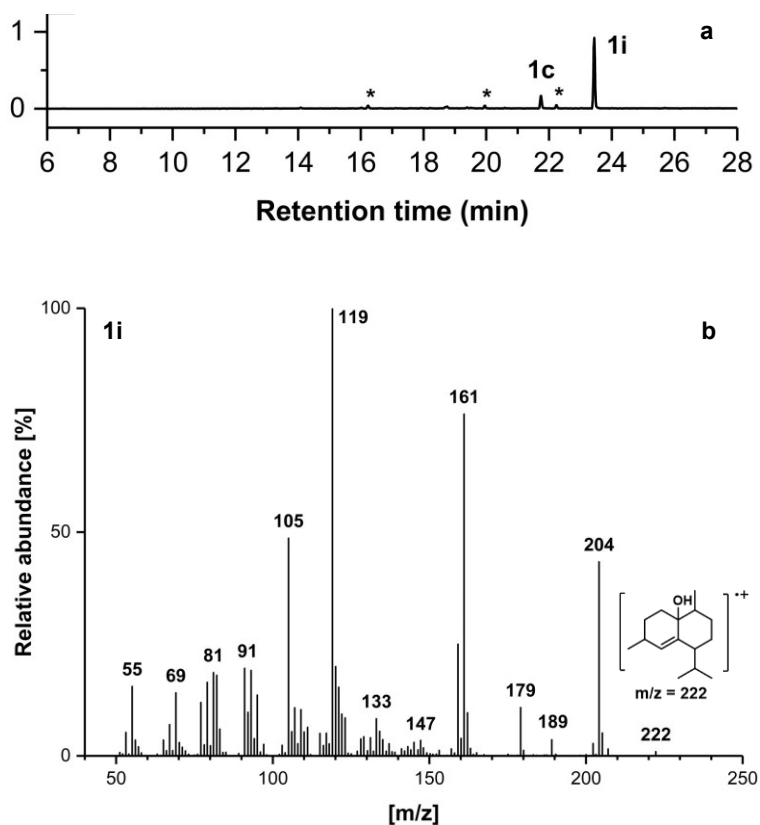 1
0
a
1c
1i
*
*
*
6 8 10 12 14 16 18 20 22 24 26 28
Retention time (min)
1i
b
Relative abundance [%]
100
50
0
119
161
105
204
55
69
81
91
133
147
179
189
222
OH
•+
m/z = 222
50 100 150 200 250
[m/z]